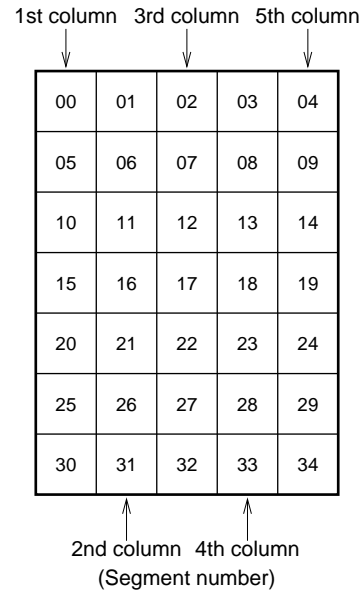 1st column 3rd column 5th column
00 01 02 03 04
05 06 07 08 09
10 11 12 13 14
15 16 17 18 19
20 21 22 23 24
25 26 27 28 29
30 31 32 33 34
2nd column 4th column
(Segment number)